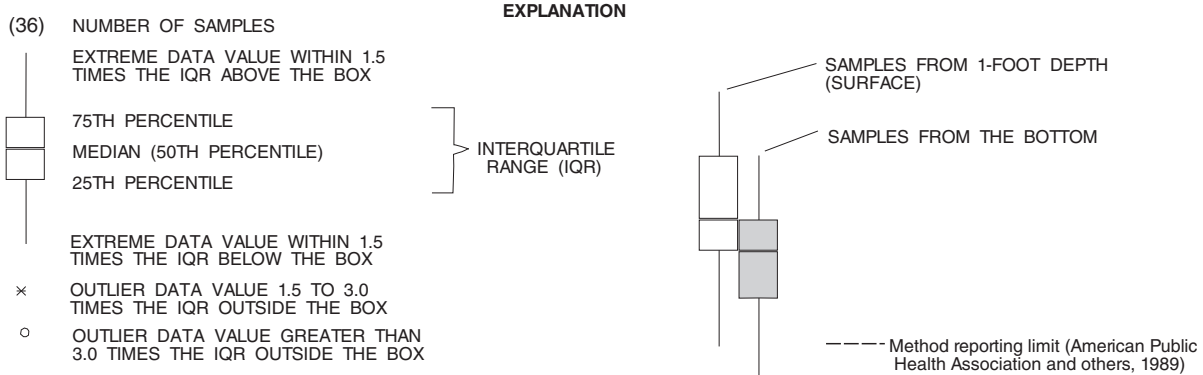 EXPLANATION
(36) NUMBER OF SAMPLES
EXTREME DATA VALUE WITHIN 1.5
TIMES THE IQR ABOVE THE BOX
75TH PERCENTILE
MEDIAN (50TH PERCENTILE)
25TH PERCENTILE
INTERQUARTILE
RANGE (IQR)
EXTREME DATA VALUE WITHIN 1.5
TIMES THE IQR BELOW THE BOX
OUTLIER DATA VALUE 1.5 TO 3.0
TIMES THE IQR OUTSIDE THE BOX
OUTLIER DATA VALUE GREATER THAN
3.0 TIMES THE IQR OUTSIDE THE BOX
SAMPLES FROM 1-FOOT DEPTH
(SURFACE)
SAMPLES FROM THE BOTTOM
Method reporting limit (American Public
Health Association and others, 1989)